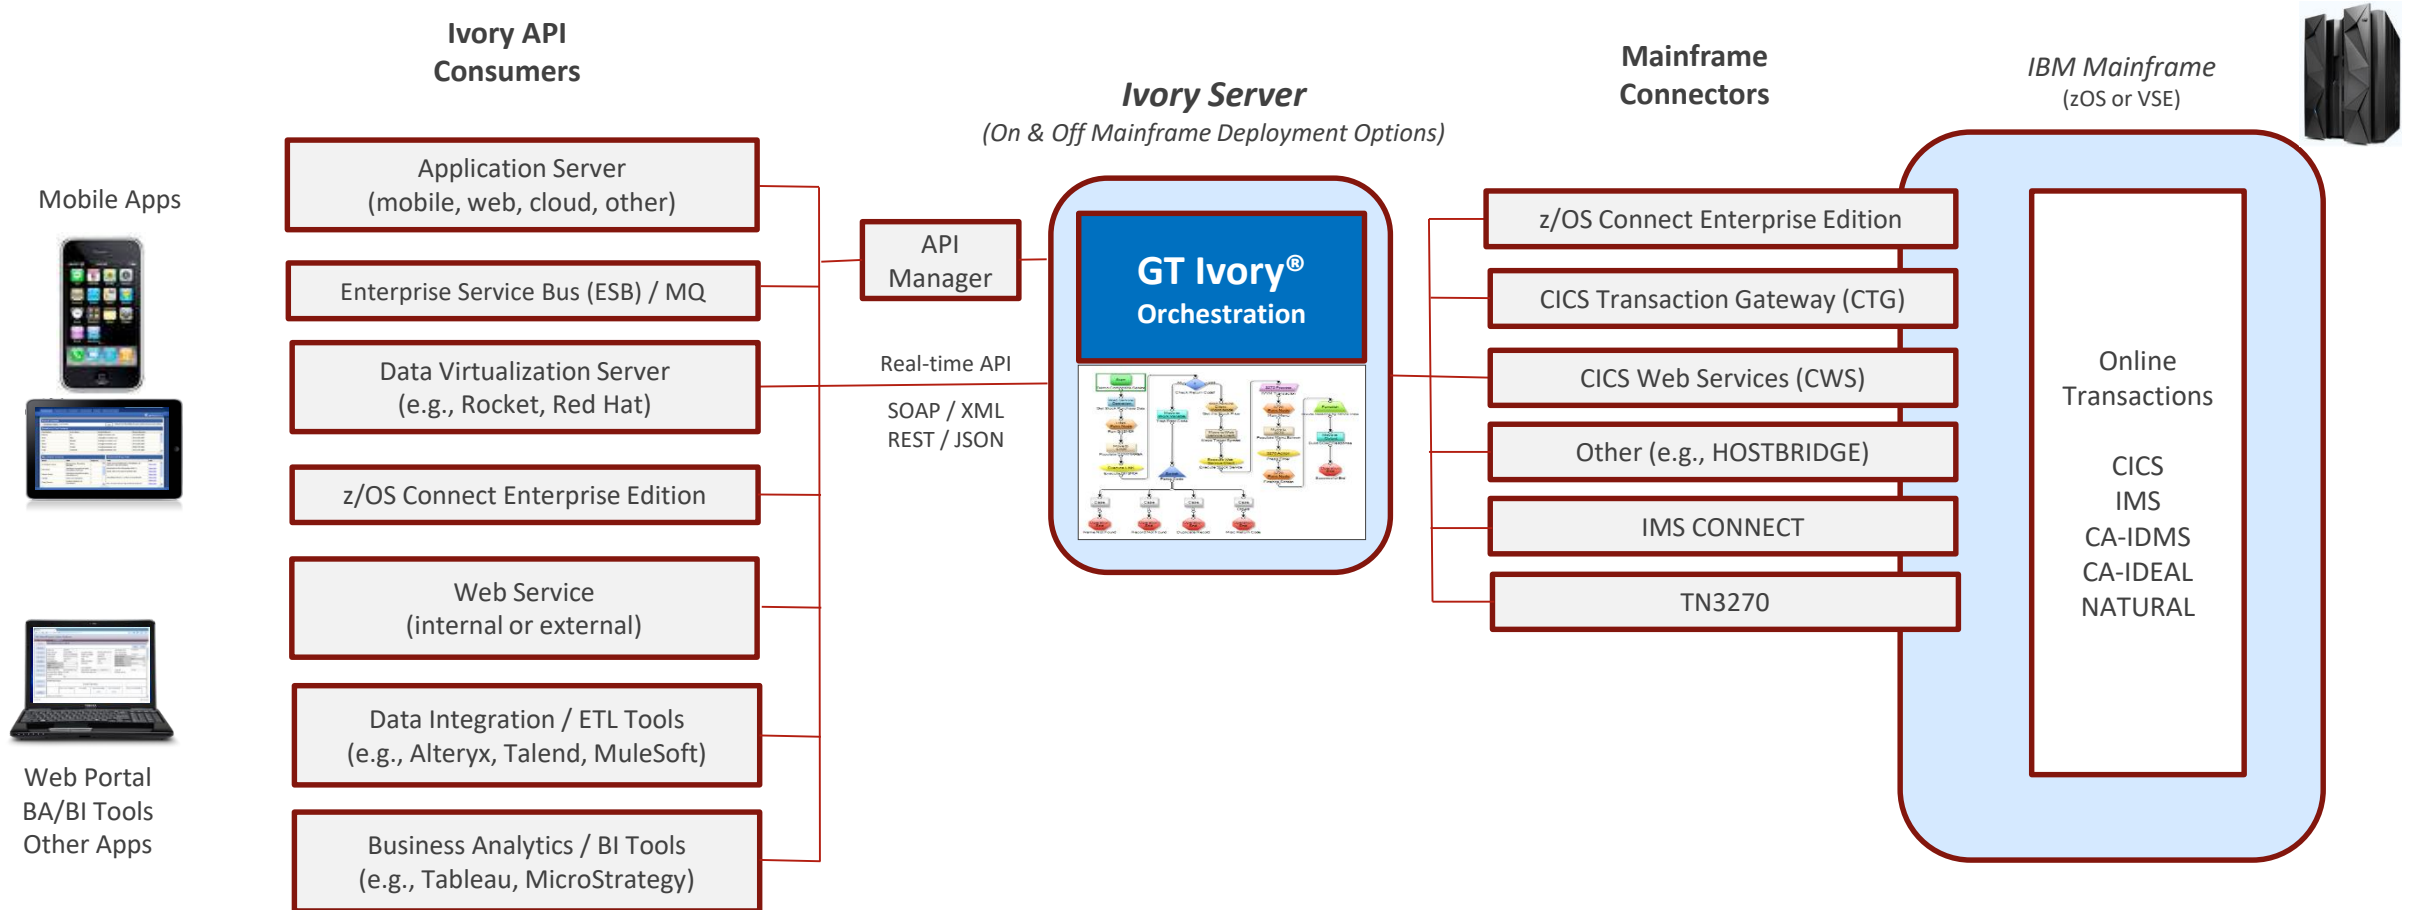 Ivory API
Consumers
Mainframe
Connectors
IBM Mainframe
(zOS or VSE)
Ivory Server
(On & Off Mainframe Deployment Options)
Mobile Apps
Web Portal
BA/BI Tools
Other Apps
Application Server
(mobile, web, cloud, other)
Enterprise Service Bus (ESB) / MQ
Data Virtualization Server
(e.g., Rocket, Red Hat)
z/OS Connect Enterprise Edition
Web Service
(internal or external)
Data Integration / ETL Tools
(e.g., Alteryx, Talend, MuleSoft)
Business Analytics / BI Tools
(e.g., Tableau, MicroStrategy)
API
Manager
Real-time API
SOAP / XML
REST / JSON
GT Ivory®
Orchestration
z/OS Connect Enterprise Edition
CICS Transaction Gateway (CTG)
CICS Web Services (CWS)
Other (e.g., HOSTBRIDGE)
IMS CONNECT
TN3270
Online
Transactions
CICS
IMS
CA-IDMS
CA-IDEAL
NATURAL